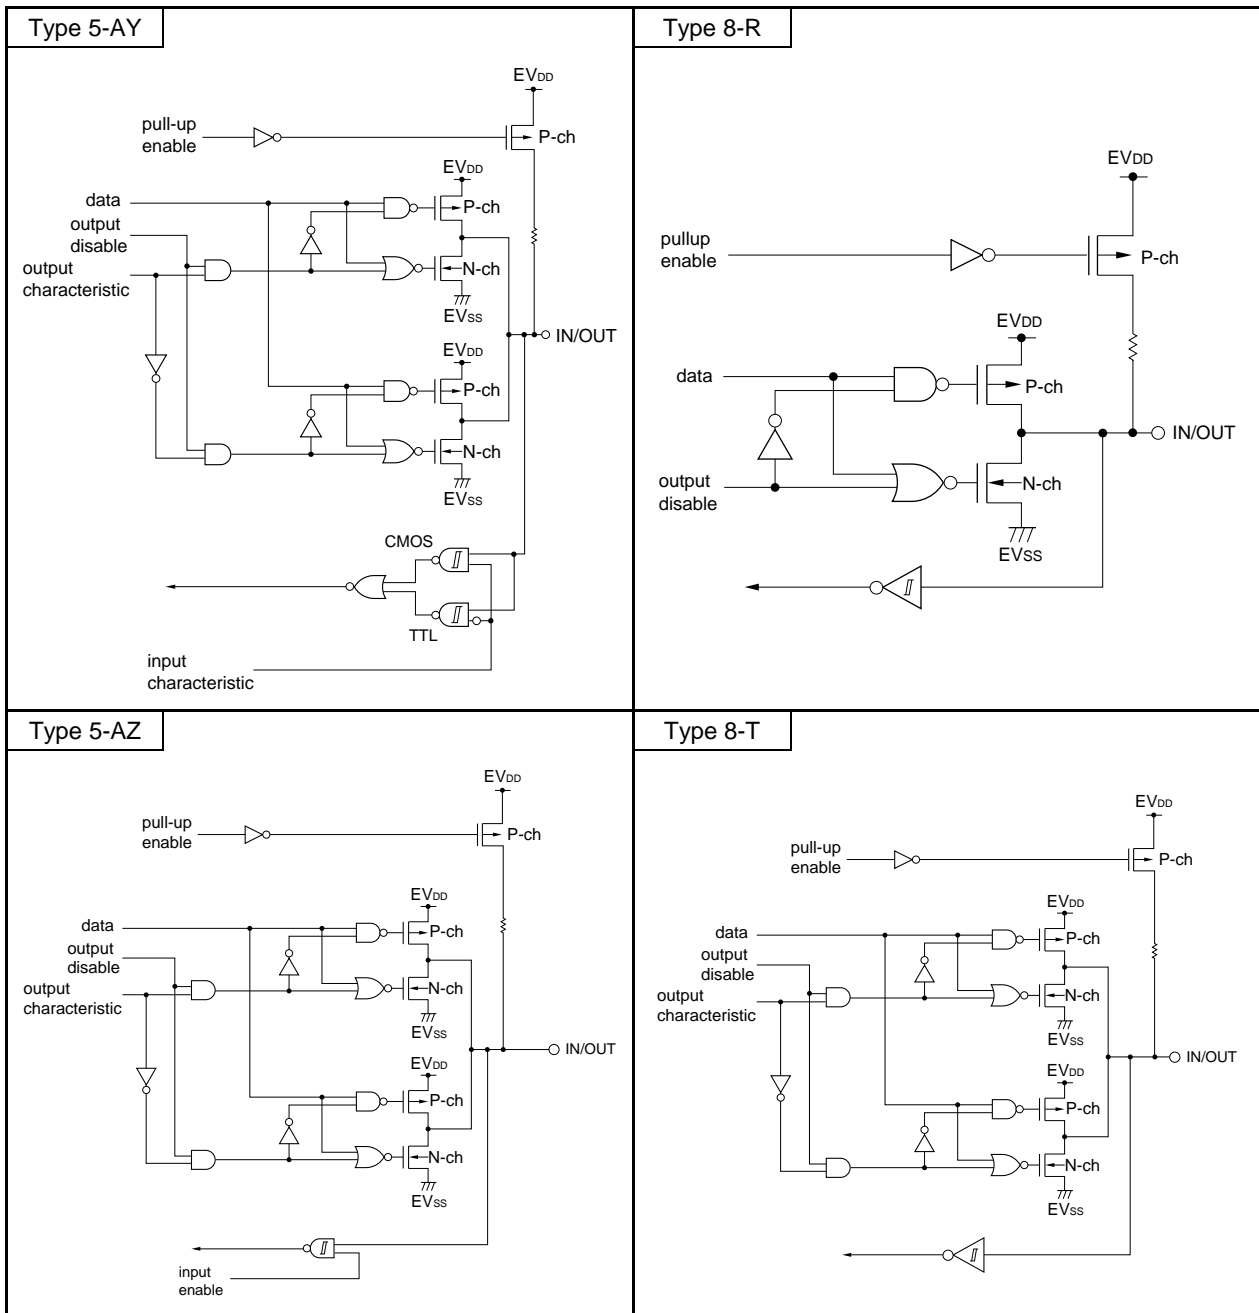 Type 5-AY
EVDD
pull-up
enable
P-ch
EVDD
data
P-ch
output
disable
output
characteristic
N-ch
EVSS
IN/OUT
EVDD
P-ch
N-ch
EVSS
CMOS
TTL
input
characteristic
Type 8-R
EVDD
pullup
enable
P-ch
EVDD
data
P-ch
IN/OUT
output
disable
N-ch
EVSS
Type 5-AZ
EVDD
pull-up
enable
P-ch
EVDD
data
P-ch
output
disable
output
characteristic
N-ch
EVSS
IN/OUT
EVDD
P-ch
N-ch
EVSS
input
enable
Type 8-T
EVDD
pull-up
enable
P-ch
EVDD
data
P-ch
output
disable
output
characteristic
N-ch
EVSS
IN/OUT
EVDD
P-ch
N-ch
EVSS